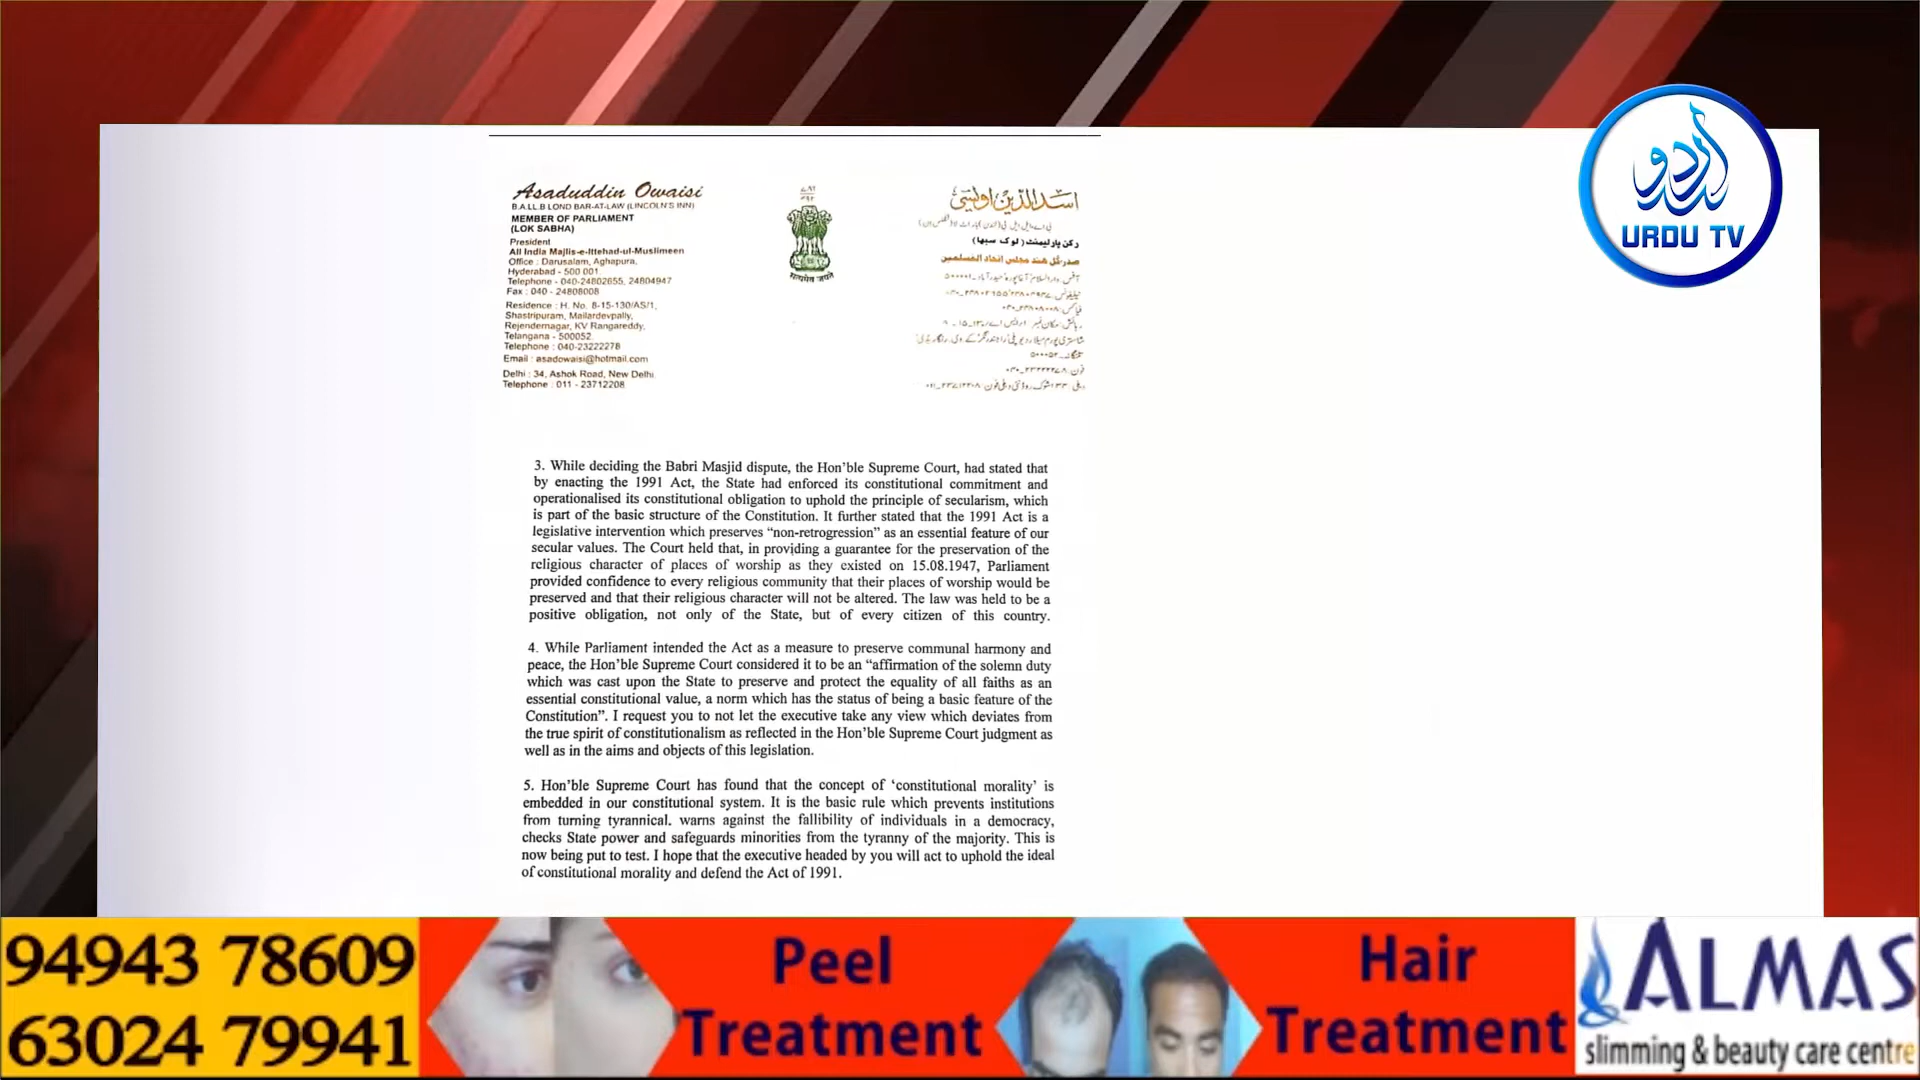 Asaduddin Owaisi
B.A.LL.B LOND BAR-AT-LAW (LINCOLN'S INN)
MEMBER OF PARLIAMENT
(LOK SABHA)
President
All India Majlis-e-Ittehad-ul-Muslimeen
Office : Darusalam, Aghapura,
Hyderabad - 500 001
Telephone - 040-24802655, 24804947
Fax : 040 - 24808008
Residence : H. No. 8-15-130/AS/1,
Shastripuram, Mailardevpally,
Rejendernagar, KV Rangareddy,
Telangana - 500052.
Telephone : 040-23222278
Email : asadowaisi@hotmail.com
Delhi : 34, Ashok Road, New Delhi.
Telephone : 011 - 23712208
सत्यमेव जयते
اسد الدین اویسی
رکن پارلیمنٹ (لوک سبھا)
صدر کل ہند مجلس اتحاد المسلمین
اردو
URDU TV
3. While deciding the Babri Masjid dispute, the Hon’ble Supreme Court, had stated that
by enacting the 1991 Act, the State had enforced its constitutional commitment and
operationalised its constitutional obligation to uphold the principle of secularism, which
is part of the basic structure of the Constitution. It further stated that the 1991 Act is a
legislative intervention which preserves “non-retrogression” as an essential feature of our
secular values. The Court held that, in providing a guarantee for the preservation of the
religious character of places of worship as they existed on 15.08.1947, Parliament
provided confidence to every religious community that their places of worship would be
preserved and that their religious character will not be altered. The law was held to be a
positive obligation, not only of the State, but of every citizen of this country.
4. While Parliament intended the Act as a measure to preserve communal harmony and
peace, the Hon’ble Supreme Court considered it to be an “affirmation of the solemn duty
which was cast upon the State to preserve and protect the equality of all faiths as an
essential constitutional value, a norm which has the status of being a basic feature of the
Constitution”. I request you to not let the executive take any view which deviates from
the true spirit of constitutionalism as reflected in the Hon’ble Supreme Court judgment as
well as in the aims and objects of this legislation.
5. Hon’ble Supreme Court has found that the concept of ‘constitutional morality’ is
embedded in our constitutional system. It is the basic rule which prevents institutions
from turning tyrannical, warns against the fallibility of individuals in a democracy,
checks State power and safeguards minorities from the tyranny of the majority. This is
now being put to test. I hope that the executive headed by you will act to uphold the ideal
of constitutional morality and defend the Act of 1991.
94943 78609
63024 79941
Peel
Treatment
Hair
Treatment
ALMAS
slimming & beauty care centre